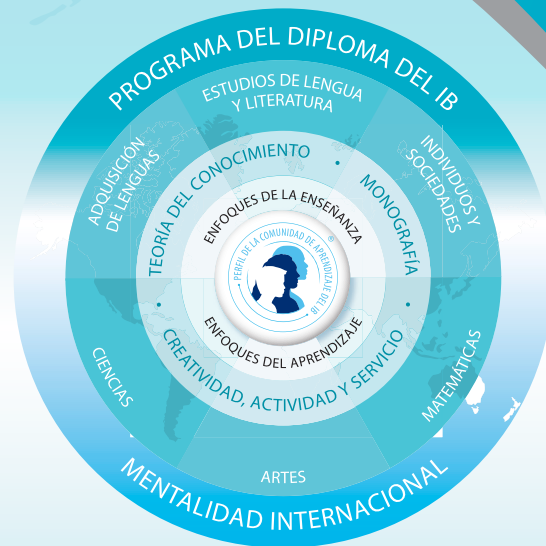 PROGRAMA DEL DIPLOMA DEL IB
ESTUDIOS DE LENGUA
Y LITERATURA
ADQUISICIÓN
DE LENGUAS
INDIVIDUOS Y
SOCIEDADES
TEORÍA DEL CONOCIMIENTO • MONOGRAFÍA •
ENFOQUES DE LA ENSEÑANZA
PERFIL DE LA COMUNIDAD DE APRENDIZAJE DEL IB ®
ENFOQUES DEL APRENDIZAJE
• CREATIVIDAD, ACTIVIDAD Y SERVICIO
CIENCIAS
MATEMÁTICAS
ARTES
MENTALIDAD INTERNACIONAL